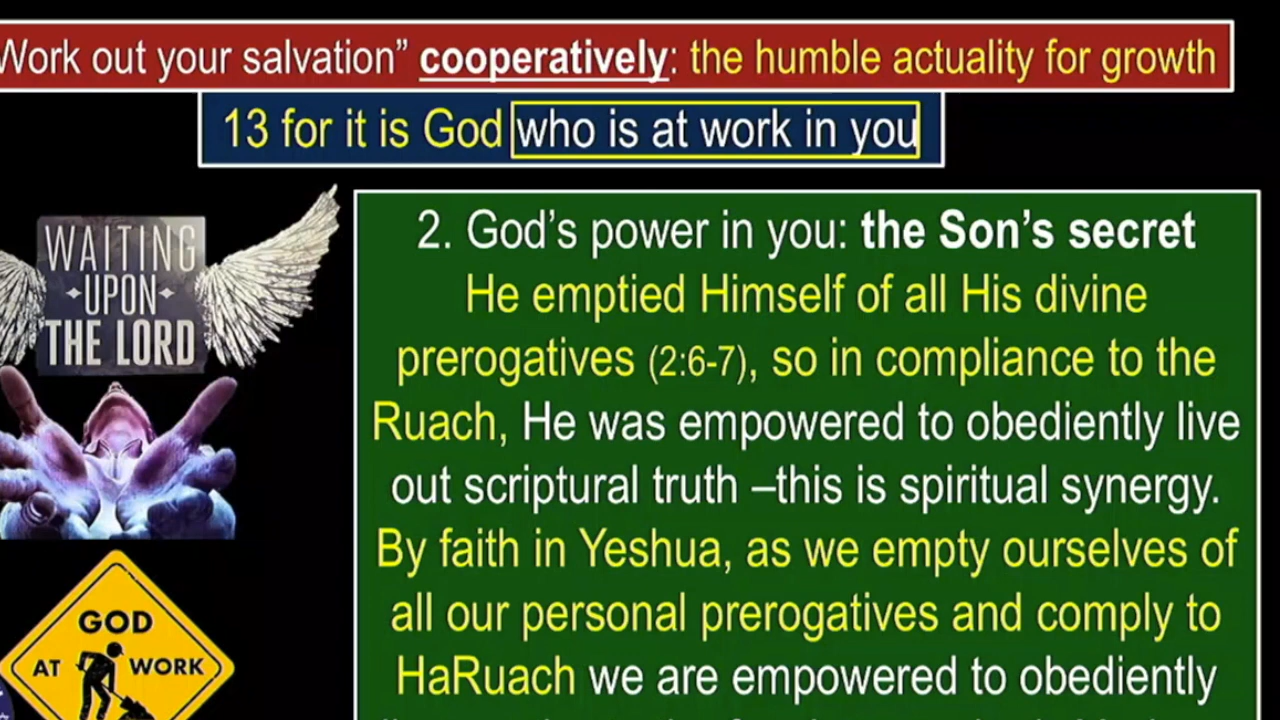 Work out your salvation” cooperatively: the humble actuality for growth
13 for it is God who is at work in you
WAITING
UPON
THE LORD
2. God’s power in you: the Son’s secret
He emptied Himself of all His divine
prerogatives (2:6-7), so in compliance to the
Ruach, He was empowered to obediently live
out scriptural truth –this is spiritual synergy.
By faith in Yeshua, as we empty ourselves of
all our personal prerogatives and comply to
HaRuach we are empowered to obediently
GOD
AT WORK